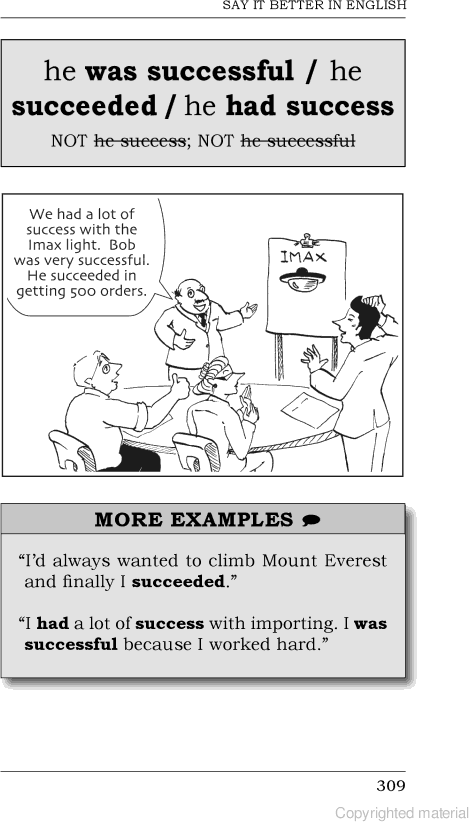 SAY IT BETTER IN ENGLISH
he was successful / he
succeeded / he had success
NOT he success; NOT he successful
We had a lot of
success with the
Imax light. Bob
was very successful.
He succeeded in
getting 500 orders.
IMAX
MORE EXAMPLES
“I’d always wanted to climb Mount Everest
and finally I succeeded.”
“I had a lot of success with importing. I was
successful because I worked hard.”
309
Copyrighted material